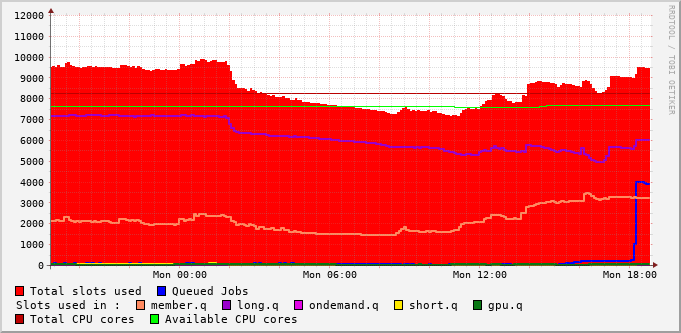 12000
11000
10000
9000
8000
7000
6000
5000
4000
3000
2000
1000
0
Mon 00:00 Mon 06:00 Mon 12:00 Mon 18:00
RRDTOOL / TOBI OETIKER
Total slots used Queued Jobs
Slots used in : member.q long.q ondemand.q short.q gpu.q
Total CPU cores Available CPU cores